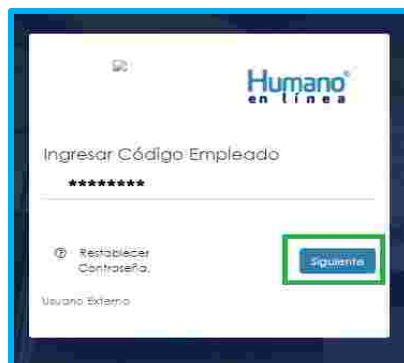 Humano®
en línea
Ingresar Código Empleado
********
Restablecer
Contraseña.
Siguiente
Usuario Externo